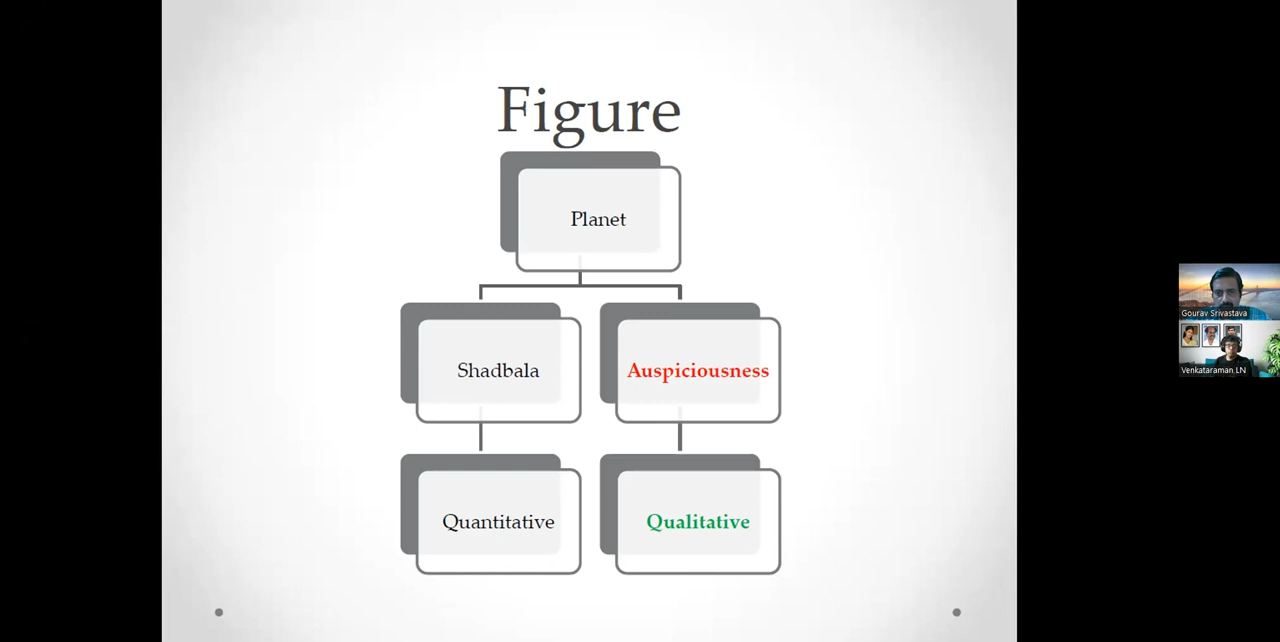 Figure
Planet
Shadbala
Auspiciousness
Quantitative
Qualitative
Gourav Srivastava
Venkataraman LN